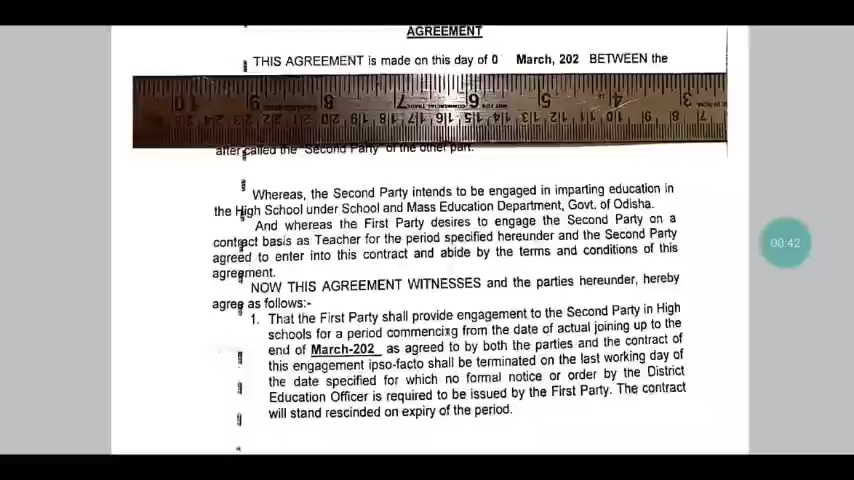 AGREEMENT
THIS AGREEMENT is made on this day of 0 March, 202 BETWEEN the
10 9 8 7 6 5 4 3
after called the "Second Party" of the other part.
Whereas, the Second Party intends to be engaged in imparting education in
the High School under School and Mass Education Department, Govt. of Odisha.
And whereas the First Party desires to engage the Second Party on a
contract basis as Teacher for the period specified hereunder and the Second Party
agreed to enter into this contract and abide by the terms and conditions of this
agreement.
NOW THIS AGREEMENT WITNESSES and the parties hereunder, hereby
agree as follows:-
1. That the First Party shall provide engagement to the Second Party in High
schools for a period commencing from the date of actual joining up to the
end of March-202 as agreed to by both the parties and the contract of
this engagement ipso-facto shall be terminated on the last working day of
the date specified for which no formal notice or order by the District
Education Officer is required to be issued by the First Party. The contract
will stand rescinded on expiry of the period.
00:42